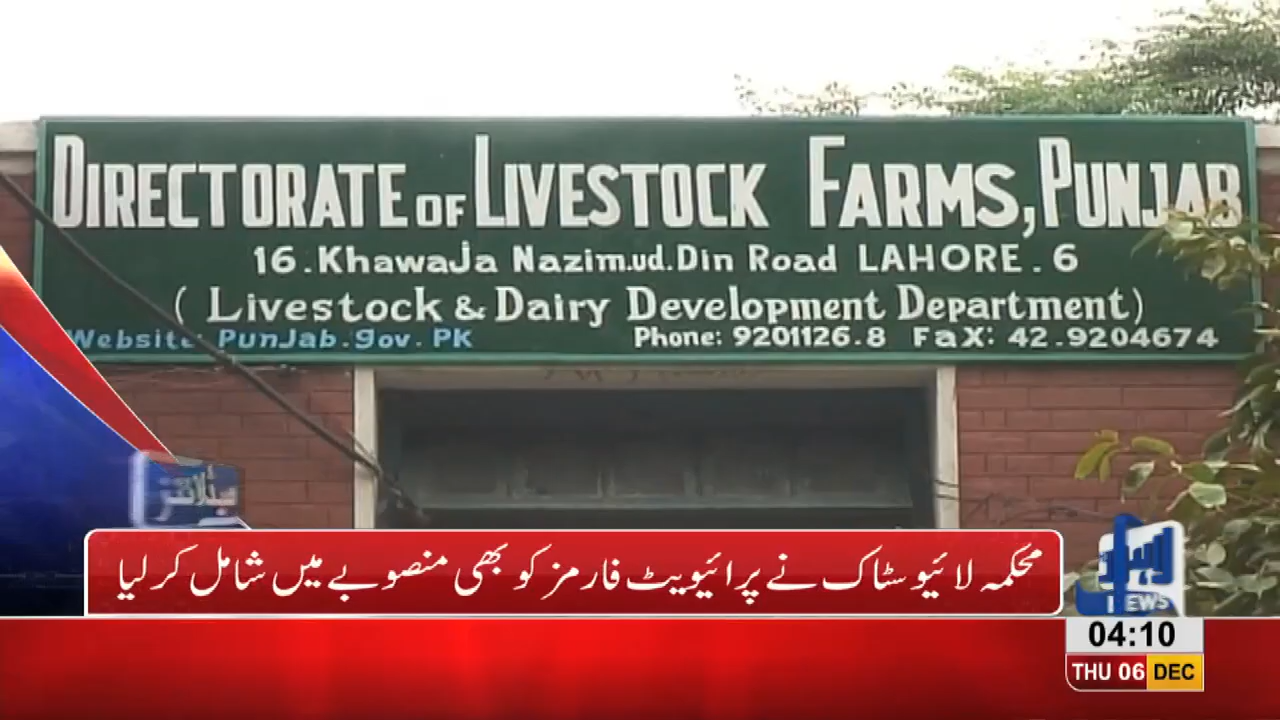 DIRECTORATE OF LIVESTOCK FARMS, PUNJAB
16.KhawaJa Nazim.ud.Din Road LAHORE.6
( Livestock & Dairy Development Department)
Website: PunJab.gov.PK Phone: 9201126.8 FaX: 42.9204674
ہیڈلائنز
محکمہ لائیوسٹاک نے پرائیویٹ فارمز کو بھی منصوبے میں شامل کرلیا
NEWS
04:10
THU 06 DEC